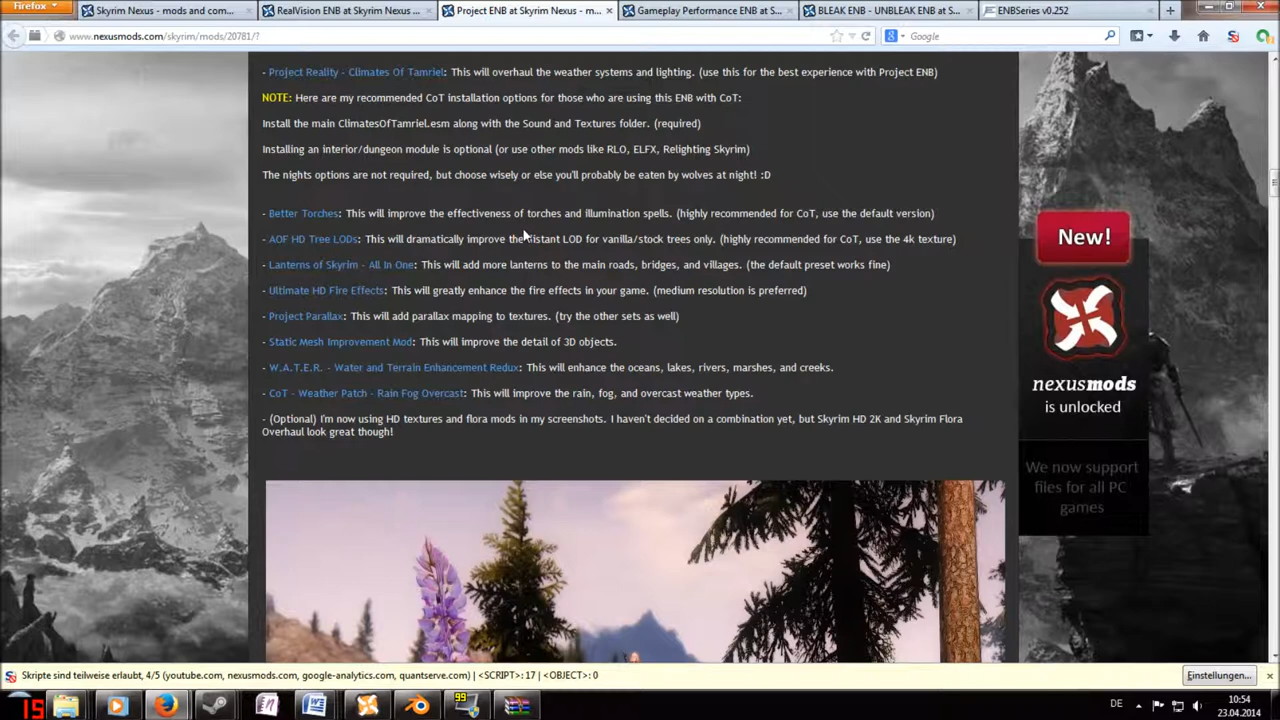 Firefox
Skyrim Nexus - mods and com...
RealVision ENB at Skyrim Nexus ...
Project ENB at Skyrim Nexus - m...
Gameplay Performance ENB at S...
BLEAK ENB - UNBLEAK ENB at S...
ENBSeries v0.252
www.nexusmods.com/skyrim/mods/20781/?
Google
- Project Reality - Climates Of Tamriel: This will overhaul the weather systems and lighting. (use this for the best experience with Project ENB)
NOTE: Here are my recommended CoT installation options for those who are using this ENB with CoT:
Install the main ClimatesOfTamriel.esm along with the Sound and Textures folder. (required)
Installing an interior/dungeon module is optional (or use other mods like RLO, ELFX, Relighting Skyrim)
The nights options are not required, but choose wisely or else you'll probably be eaten by wolves at night! :D
- Better Torches: This will improve the effectiveness of torches and illumination spells. (highly recommended for CoT, use the default version)
- AOF HD Tree LODs: This will dramatically improve the distant LOD for vanilla/stock trees only. (highly recommended for CoT, use the 4k texture)
- Lanterns of Skyrim - All In One: This will add more lanterns to the main roads, bridges, and villages. (the default preset works fine)
- Ultimate HD Fire Effects: This will greatly enhance the fire effects in your game. (medium resolution is preferred)
- Project Parallax: This will add parallax mapping to textures. (try the other sets as well)
- Static Mesh Improvement Mod: This will improve the detail of 3D objects.
- W.A.T.E.R. - Water and Terrain Enhancement Redux: This will enhance the oceans, lakes, rivers, marshes, and creeks.
- CoT - Weather Patch - Rain Fog Overcast: This will improve the rain, fog, and overcast weather types.
- (Optional) I'm now using HD textures and flora mods in my screenshots. I haven't decided on a combination yet, but Skyrim HD 2K and Skyrim Flora
Overhaul look great though!
New!
nexusmods
is unlocked
We now support
files for all PC
games
Skripte sind teilweise erlaubt, 4/5 (youtube.com, nexusmods.com, google-analytics.com, quantserve.com) | <SCRIPT>: 17 | <OBJECT>: 0
Einstellungen...
15
99
DE
10:54
23.04.2014